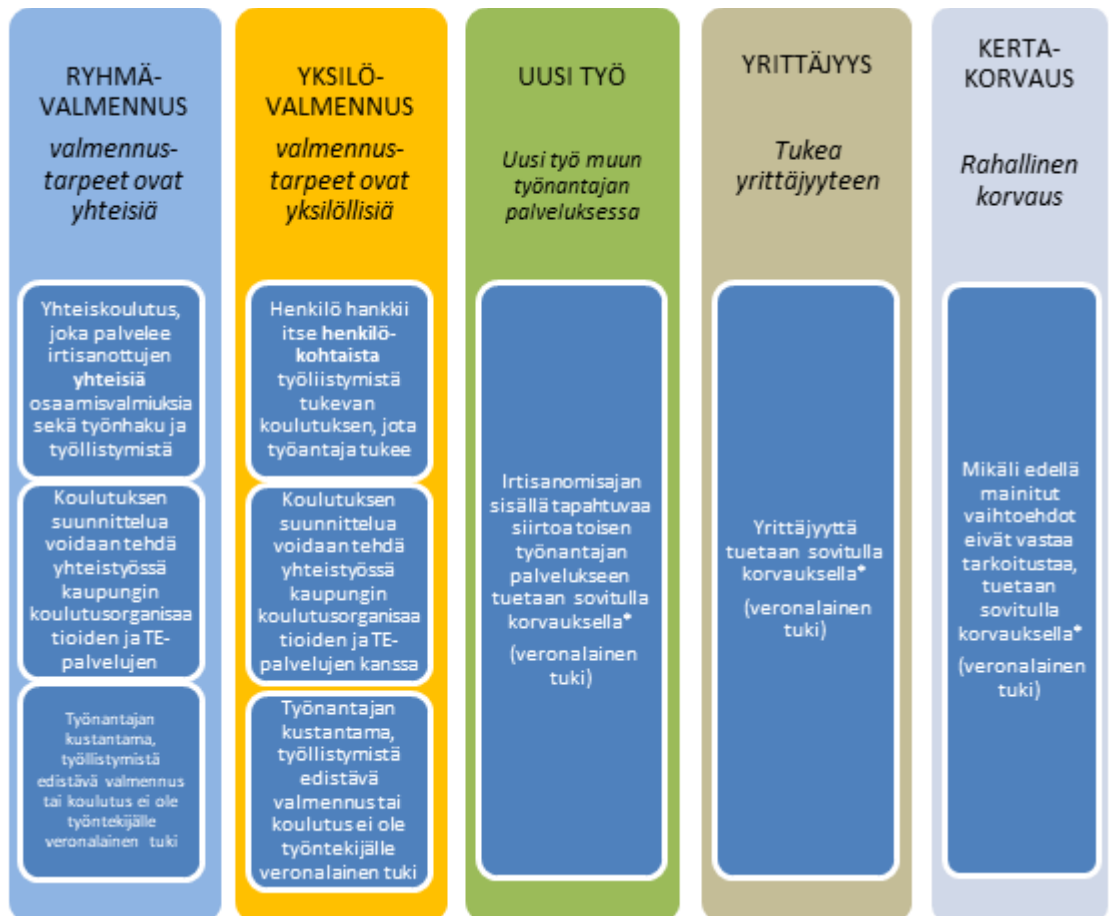 RYHMÄ-
VALMENNUS
valmennus-
tarpeet ovat
yhteisiä
Yhteiskoulutus,
joka palvelee
irtisanottujen
yhteisiä
osaamisvalmiuksia
sekä työnhaku ja
työllistymistä
Koulutuksen
suunnittelua
voidaan tehdä
yhteistyössä
kaupungin
koulutusorganisaa
tioiden ja TE-
palvelujen
Työnantajan
kustantama,
työllistymistä
edistävä valmennus
tai koulutus ei ole
työntekijälle
veronalainen tuki
YKSILÖ-
VALMENNUS
valmennus-
tarpeet ovat
yksilöllisiä
Henkilö hankkii
itse henkilö-
kohtaista
työliistymistä
tukevan
koulutuksen, jota
työantaja tukee
Koulutuksen
suunnittelua
voidaan tehdä
yhteistyössä
kaupungin
koulutusorganisaa
tioiden ja TE-
palvelujen kanssa
Työnantajan
kustantama,
työllistymistä
edistävä
valmennus tai
koulutus ei ole
työntekijälle
veronalainen tuki
UUSI TYÖ
Uusi työ muun
työnantajan
palveluksessa
Irtisanomisajan
sisällä tapahtuvaa
siirtoa toisen
työnantajan
palvelukseen
tuetaan sovitulla
korvauksella*
(veronalainen
tuki)
YRITTÄJYYS
Tukea
yrittäjyyteen
Yrittäjyyttä
tuetaan sovitulla
korvauksella*
(veronalainen
tuki)
KERTA-
KORVAUS
Rahallinen
korvaus
Mikäli edellä
mainitut
vaihtoehdot
eivät vastaa
tarkoitustaa,
tuetaan
sovitulla
korvauksella*
(veronalainen
tuki)